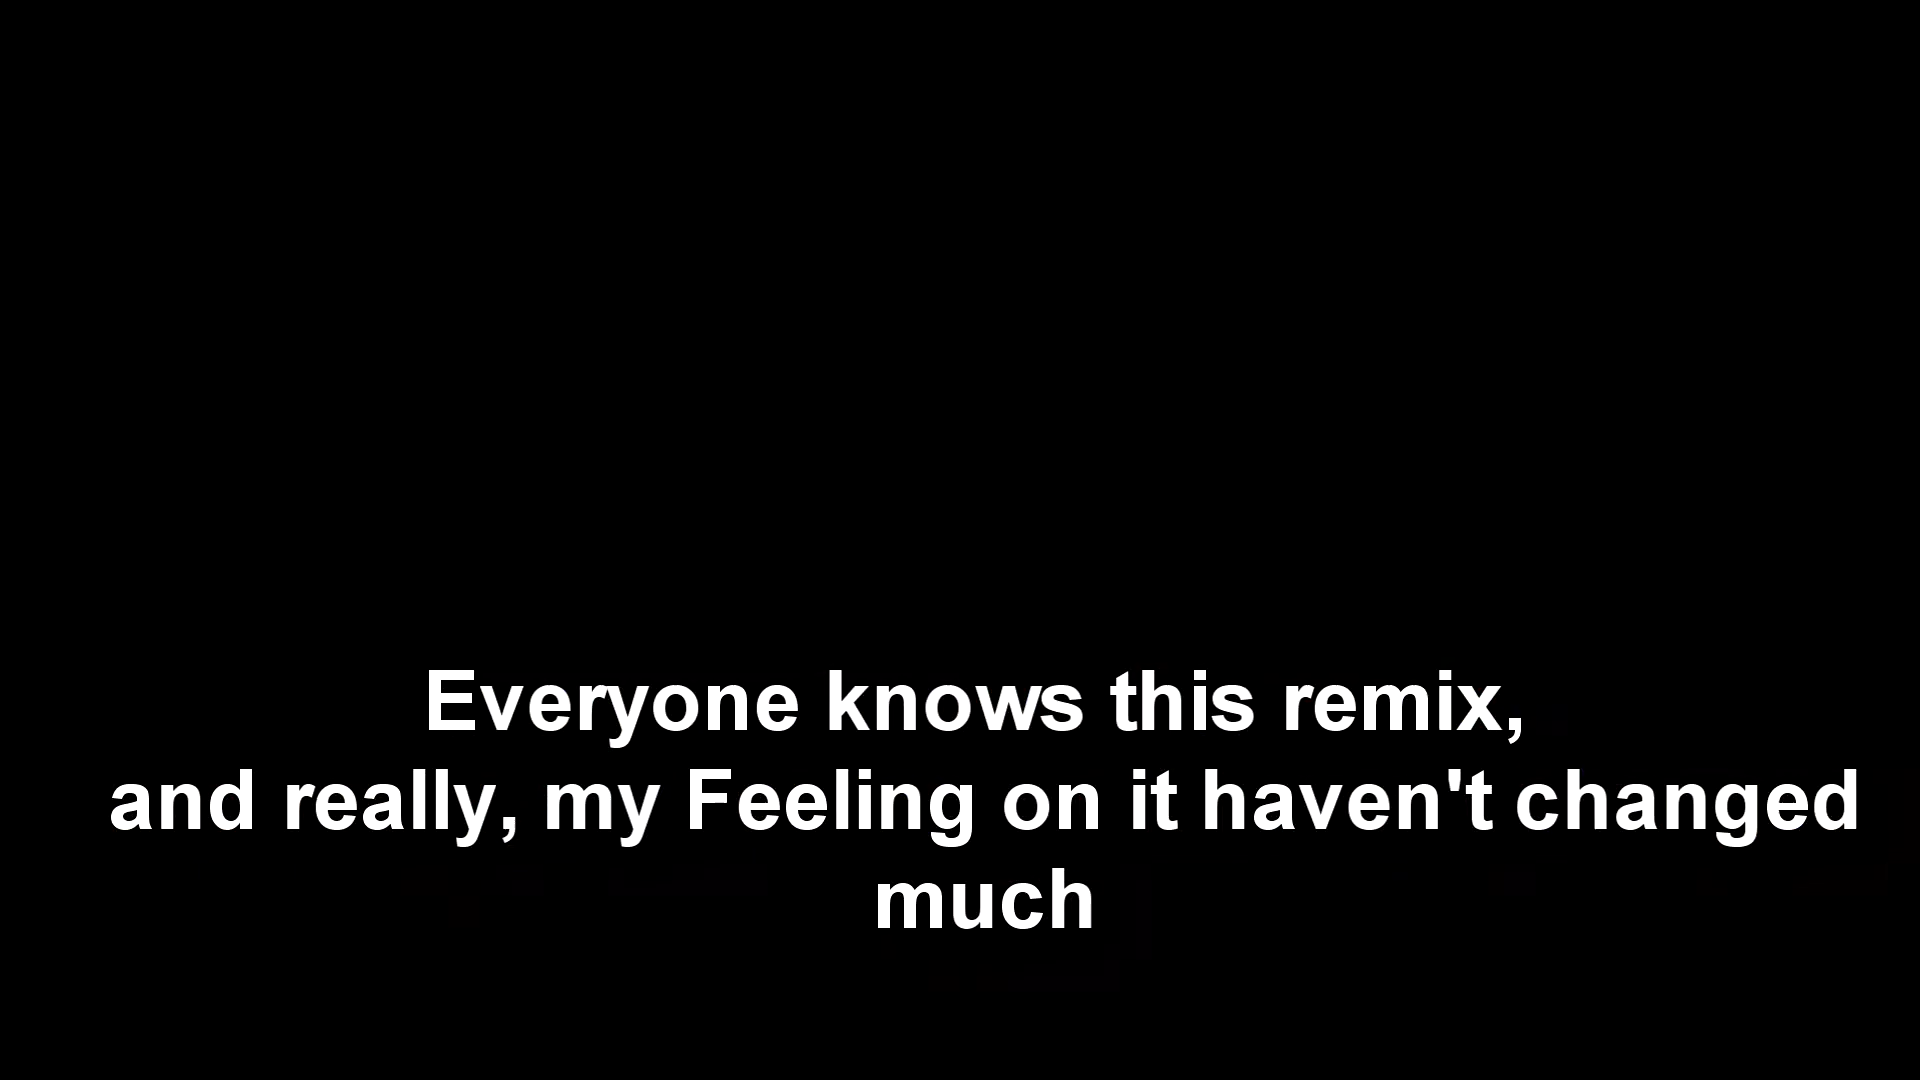 Everyone knows this remix,
and really, my Feeling on it haven't changed
much